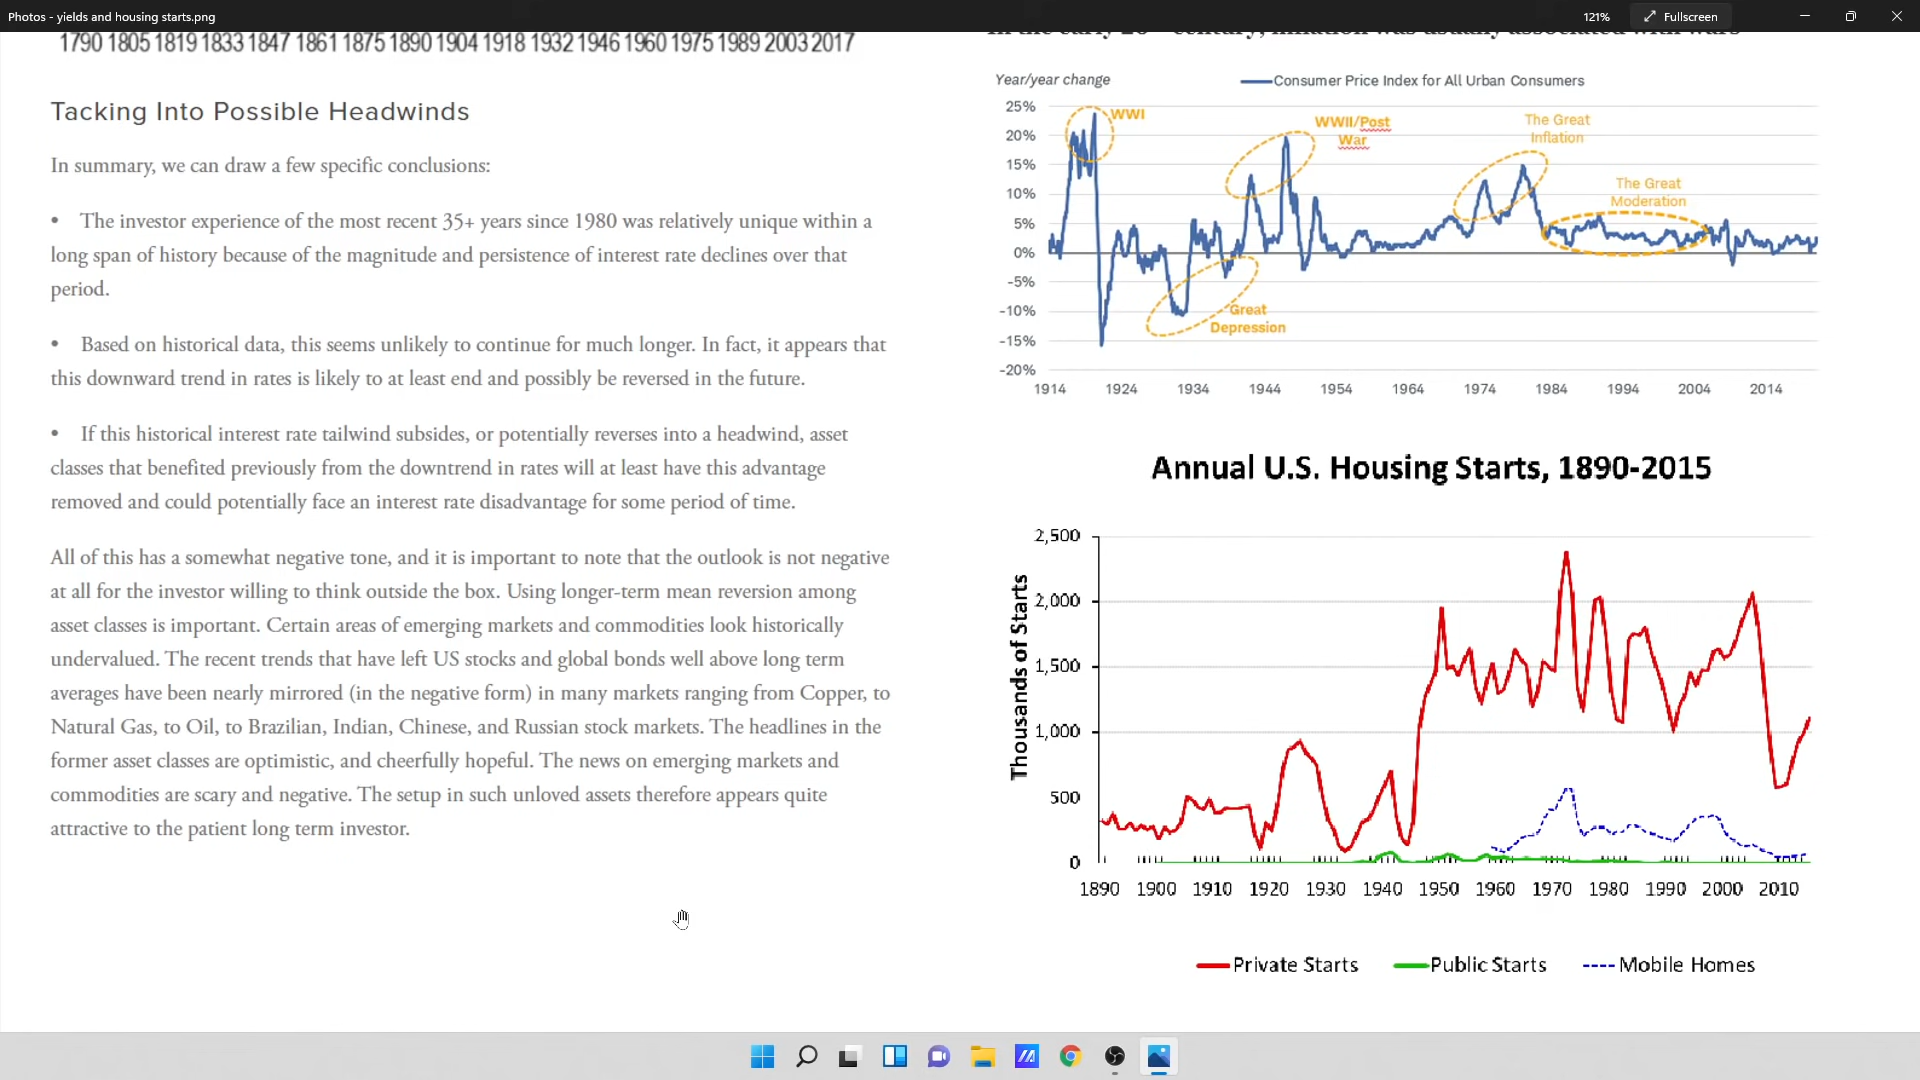 Photos - yields and housing starts.png
121%
Fullscreen
1790 1805 1819 1833 1847 1861 1875 1890 1904 1918 1932 1946 1960 1975 1989 2003 2017
Tacking Into Possible Headwinds
In summary, we can draw a few specific conclusions:
• The investor experience of the most recent 35+ years since 1980 was relatively unique within a
long span of history because of the magnitude and persistence of interest rate declines over that
period.
• Based on historical data, this seems unlikely to continue for much longer. In fact, it appears that
this downward trend in rates is likely to at least end and possibly be reversed in the future.
• If this historical interest rate tailwind subsides, or potentially reverses into a headwind, asset
classes that benefited previously from the downtrend in rates will at least have this advantage
removed and could potentially face an interest rate disadvantage for some period of time.
All of this has a somewhat negative tone, and it is important to note that the outlook is not negative
at all for the investor willing to think outside the box. Using longer-term mean reversion among
asset classes is important. Certain areas of emerging markets and commodities look historically
undervalued. The recent trends that have left US stocks and global bonds well above long term
averages have been nearly mirrored (in the negative form) in many markets ranging from Copper, to
Natural Gas, to Oil, to Brazilian, Indian, Chinese, and Russian stock markets. The headlines in the
former asset classes are optimistic, and cheerfully hopeful. The news on emerging markets and
commodities are scary and negative. The setup in such unloved assets therefore appears quite
attractive to the patient long term investor.
In the early 20th century, inflation was usually associated with wars
Year/year change
Consumer Price Index for All Urban Consumers
25%
20%
15%
10%
5%
0%
-5%
-10%
-15%
-20%
WWI
WWII/Post
War
The Great
Inflation
The Great
Moderation
Great
Depression
1914 1924 1934 1944 1954 1964 1974 1984 1994 2004 2014
Annual U.S. Housing Starts, 1890-2015
Thousands of Starts
2,500
2,000
1,500
1,000
500
0
1890 1900 1910 1920 1930 1940 1950 1960 1970 1980 1990 2000 2010
Private Starts Public Starts Mobile Homes